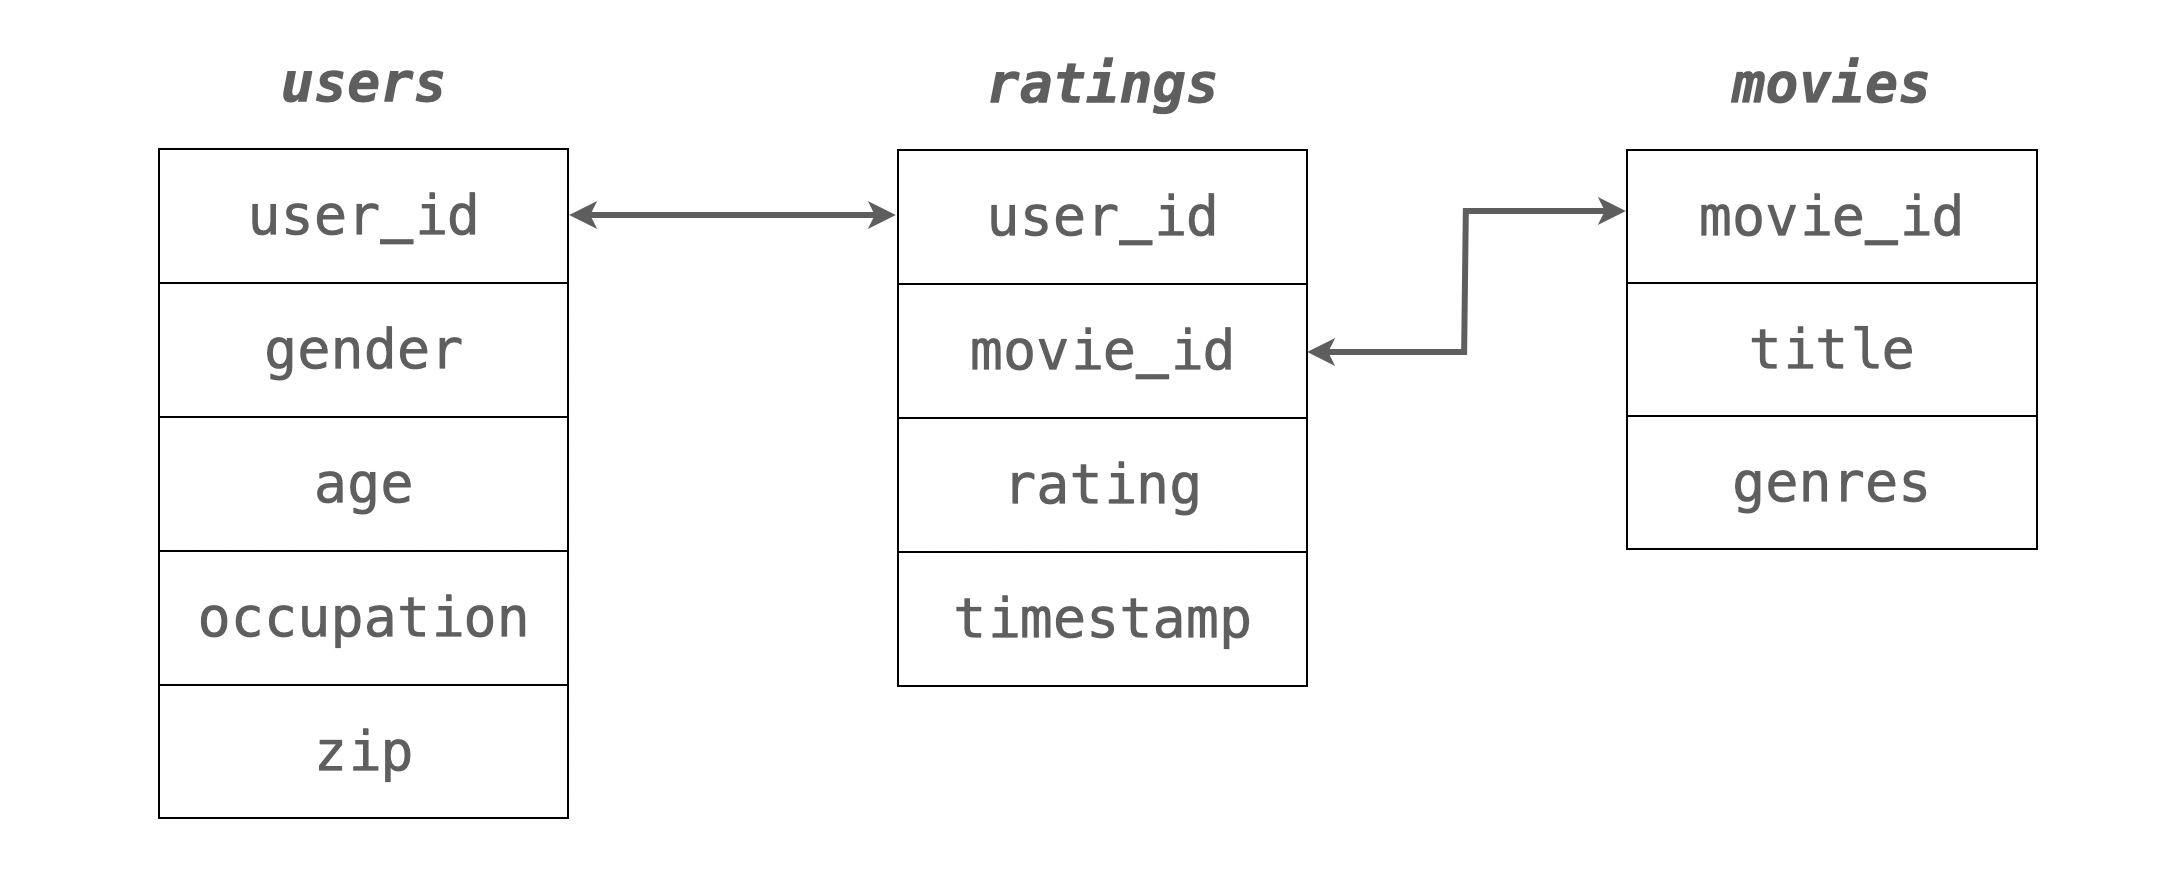 users
user_id
gender
age
occupation
zip
ratings
user_id
movie_id
rating
timestamp
movies
movie_id
title
genres